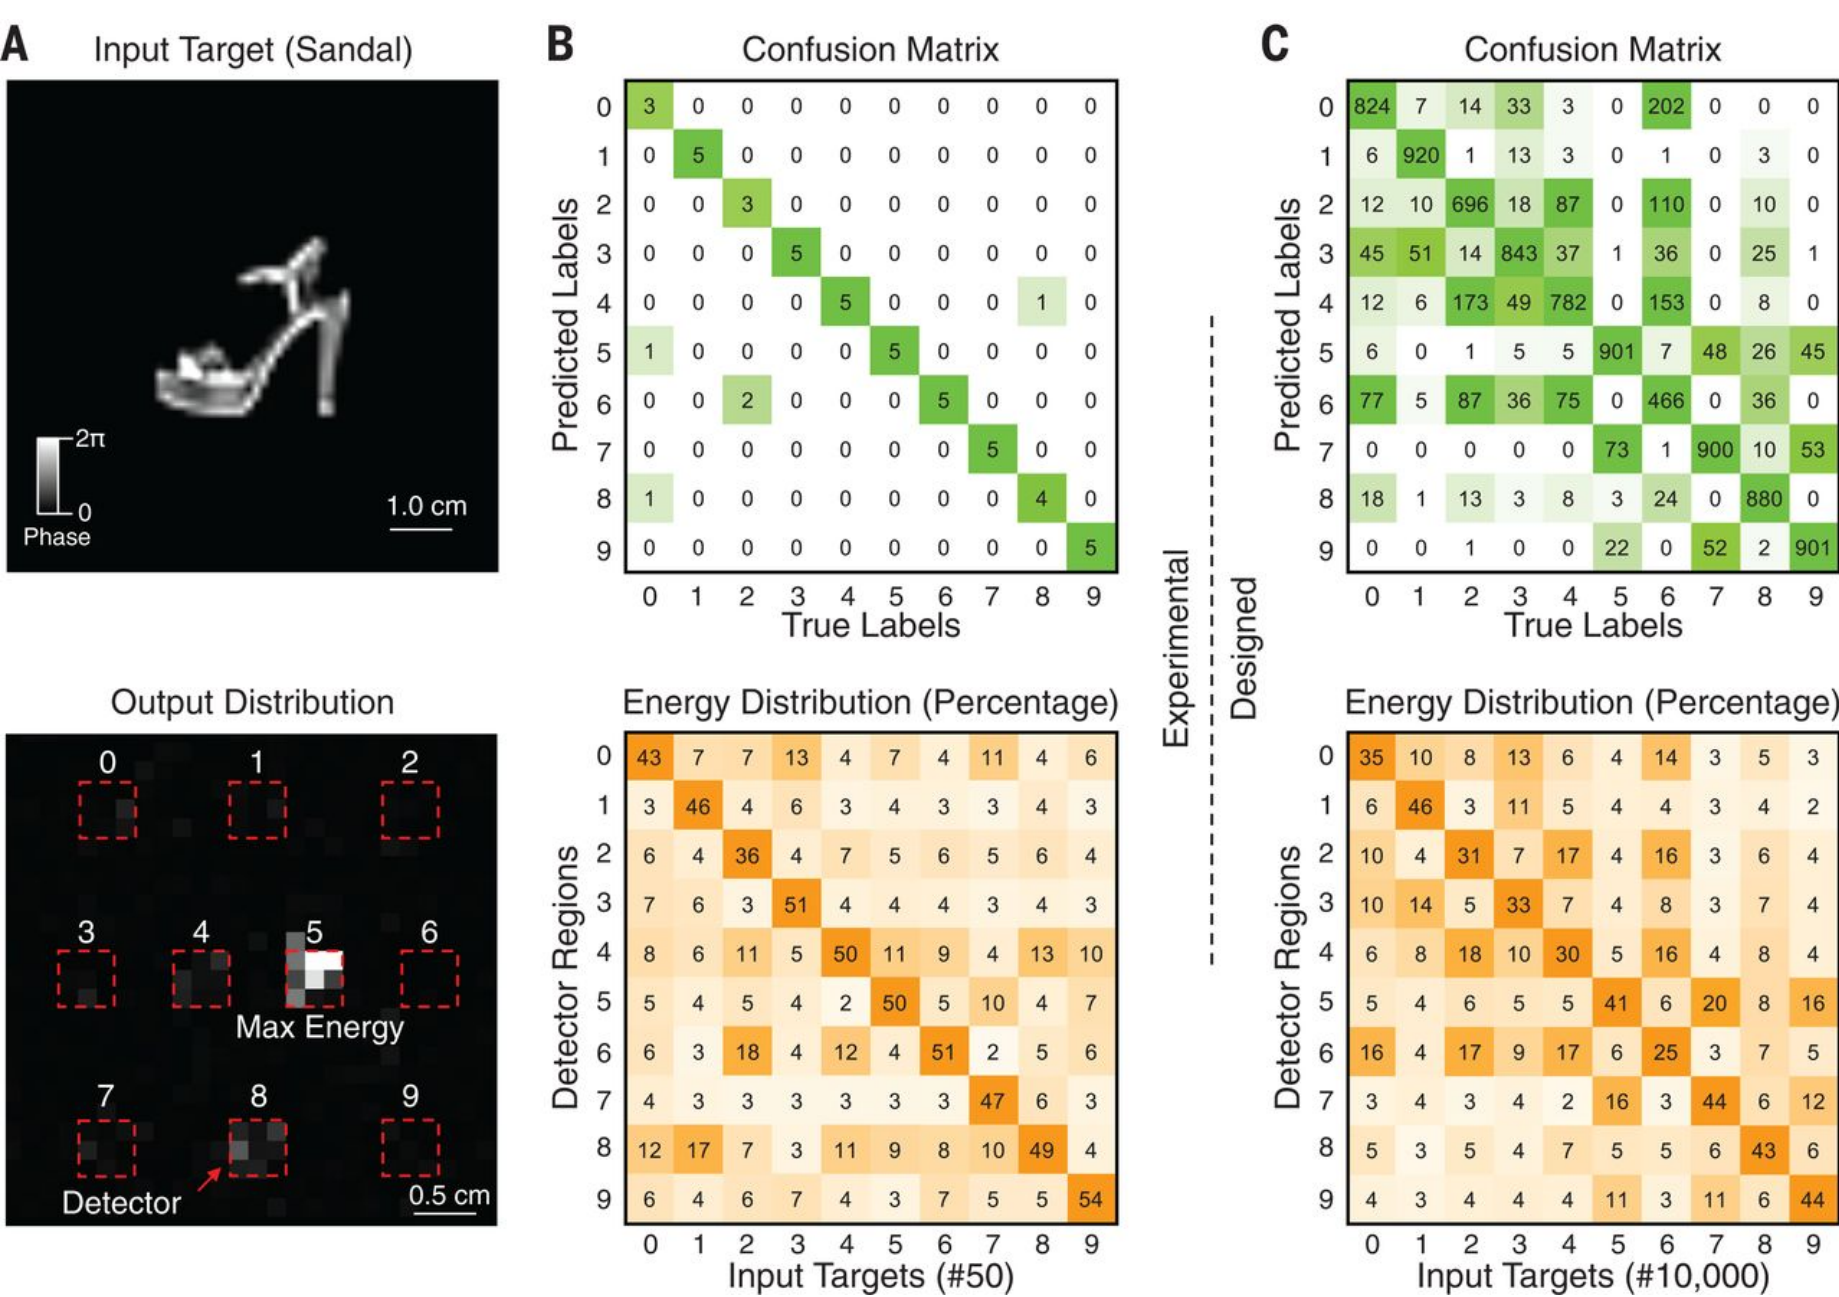 A
Input Target (Sandal)
2π
0
Phase
1.0 cm
Output Distribution
0 1 2
3 4 5 6
Max Energy
7 8 9
Detector
0.5 cm
B
Confusion Matrix
Predicted Labels
0 3 0 0 0 0 0 0 0 0 0
1 0 5 0 0 0 0 0 0 0 0
2 0 0 3 0 0 0 0 0 0 0
3 0 0 0 5 0 0 0 0 0 0
4 0 0 0 0 5 0 0 0 1 0
5 1 0 0 0 0 5 0 0 0 0
6 0 0 2 0 0 0 5 0 0 0
7 0 0 0 0 0 0 0 5 0 0
8 1 0 0 0 0 0 0 0 4 0
9 0 0 0 0 0 0 0 0 0 5
0 1 2 3 4 5 6 7 8 9
True Labels
Energy Distribution (Percentage)
Detector Regions
0 43 7 7 13 4 7 4 11 4 6
1 3 46 4 6 3 4 3 3 4 3
2 6 4 36 4 7 5 6 5 6 4
3 7 6 3 51 4 4 4 3 4 3
4 8 6 11 5 50 11 9 4 13 10
5 5 4 5 4 2 50 5 10 4 7
6 6 3 18 4 12 4 51 2 5 6
7 4 3 3 3 3 3 3 47 6 3
8 12 17 7 3 11 9 8 10 49 4
9 6 4 6 7 4 3 7 5 5 54
0 1 2 3 4 5 6 7 8 9
Input Targets (#50)
Experimental
Designed
C
Confusion Matrix
Predicted Labels
0 824 7 14 33 3 0 202 0 0 0
1 6 920 1 13 3 0 1 0 3 0
2 12 10 696 18 87 0 110 0 10 0
3 45 51 14 843 37 1 36 0 25 1
4 12 6 173 49 782 0 153 0 8 0
5 6 0 1 5 5 901 7 48 26 45
6 77 5 87 36 75 0 466 0 36 0
7 0 0 0 0 0 73 1 900 10 53
8 18 1 13 3 8 3 24 0 880 0
9 0 0 1 0 0 22 0 52 2 901
0 1 2 3 4 5 6 7 8 9
True Labels
Energy Distribution (Percentage)
Detector Regions
0 35 10 8 13 6 4 14 3 5 3
1 6 46 3 11 5 4 4 3 4 2
2 10 4 31 7 17 4 16 3 6 4
3 10 14 5 33 7 4 8 3 7 4
4 6 8 18 10 30 5 16 4 8 4
5 5 4 6 5 5 41 6 20 8 16
6 16 4 17 9 17 6 25 3 7 5
7 3 4 3 4 2 16 3 44 6 12
8 5 3 5 4 7 5 5 6 43 6
9 4 3 4 4 4 11 3 11 6 44
0 1 2 3 4 5 6 7 8 9
Input Targets (#10,000)